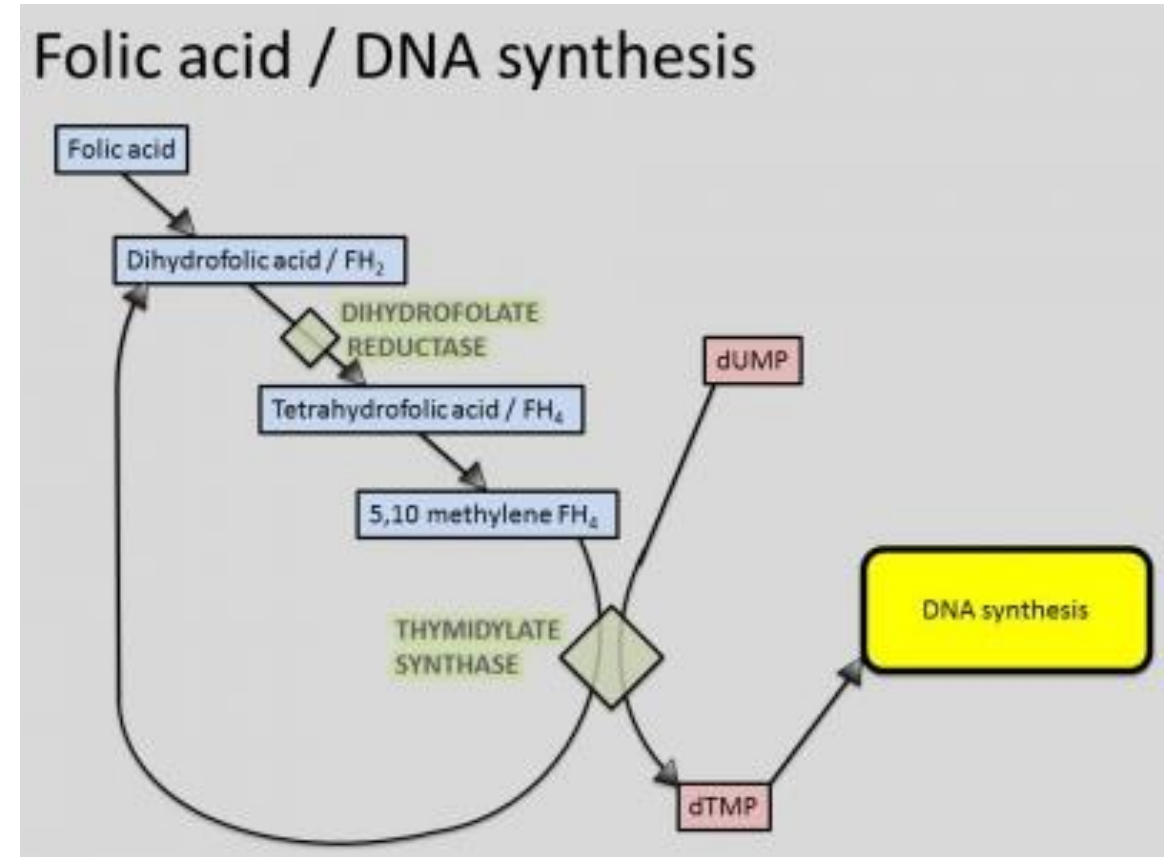 Folic acid / DNA synthesis
Folic acid
Dihydrofolic acid / FH₂
DIHYDROFOLATE
REDUCTASE
dUMP
Tetrahydrofolic acid / FH₄
5,10 methylene FH₄
THYMIDYLATE
SYNTHASE
DNA synthesis
dTMP